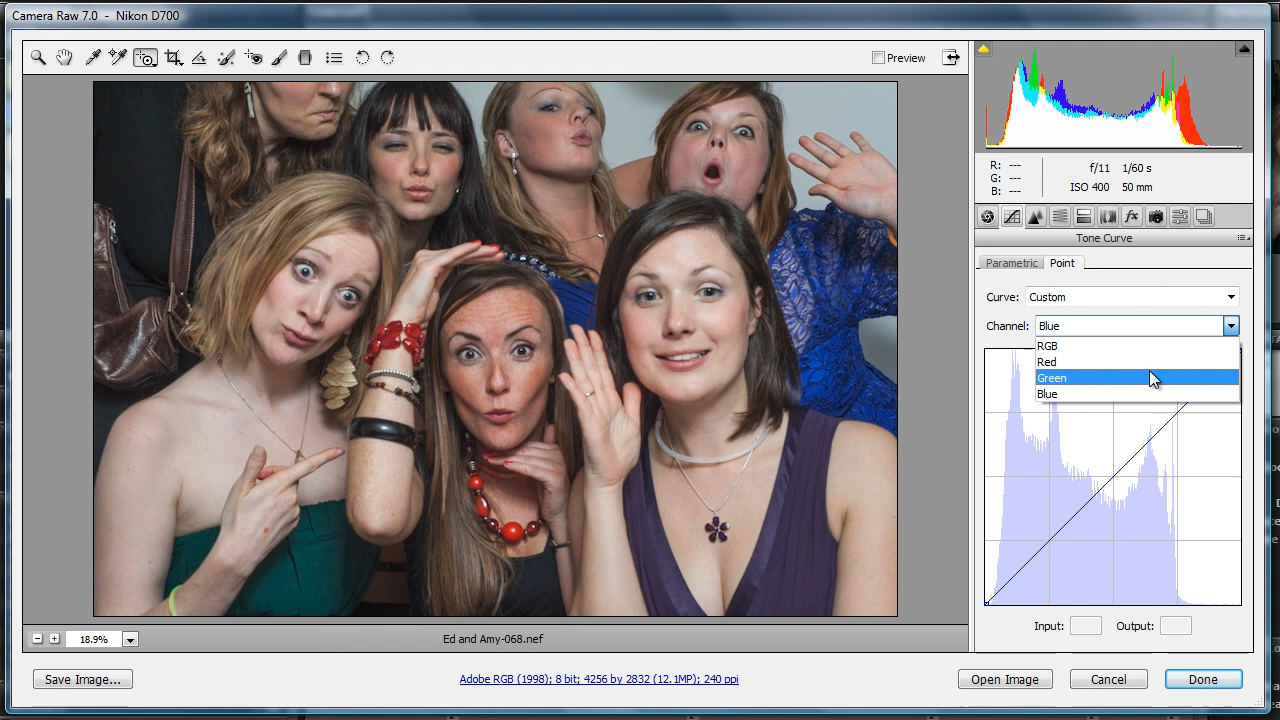 Camera Raw 7.0 - Nikon D700
Preview
R: ---
G: ---
B: ---
f/11 1/60 s
ISO 400 50 mm
fx
Tone Curve
Parametric Point
Curve: Custom
Channel: Blue
RGB
Red
Green
Blue
Input: Output:
18.9%
Ed and Amy-068.nef
Save Image...
Adobe RGB (1998); 8 bit; 4256 by 2832 (12.1MP); 240 ppi
Open Image
Cancel
Done